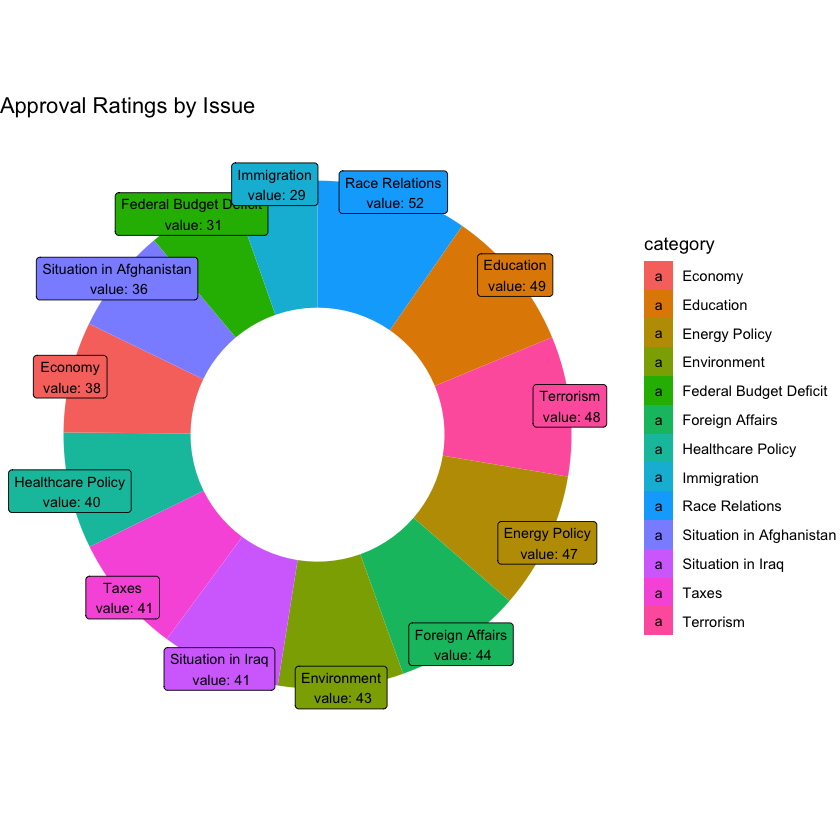 Approval Ratings by Issue
Immigration
value: 29
Race Relations
value: 52
Federal Budget Deficit
value: 31
Education
value: 49
Situation in Afghanistan
value: 36
Economy
value: 38
Terrorism
value: 48
Healthcare Policy
value: 40
Energy Policy
value: 47
Taxes
value: 41
Foreign Affairs
value: 44
Situation in Iraq
value: 41
Environment
value: 43
category
a Economy
a Education
a Energy Policy
a Environment
a Federal Budget Deficit
a Foreign Affairs
a Healthcare Policy
a Immigration
a Race Relations
a Situation in Afghanistan
a Situation in Iraq
a Taxes
a Terrorism